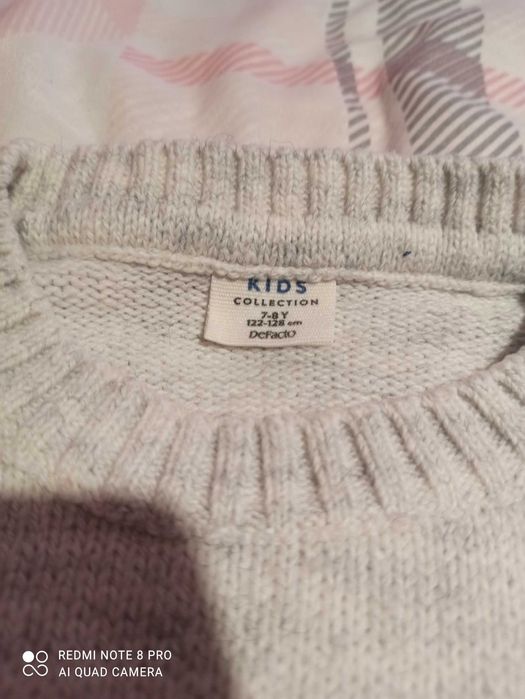 KIDS
COLLECTION
7-8 Y
122-128 cm
DeFacto
REDMI NOTE 8 PRO
AI QUAD CAMERA